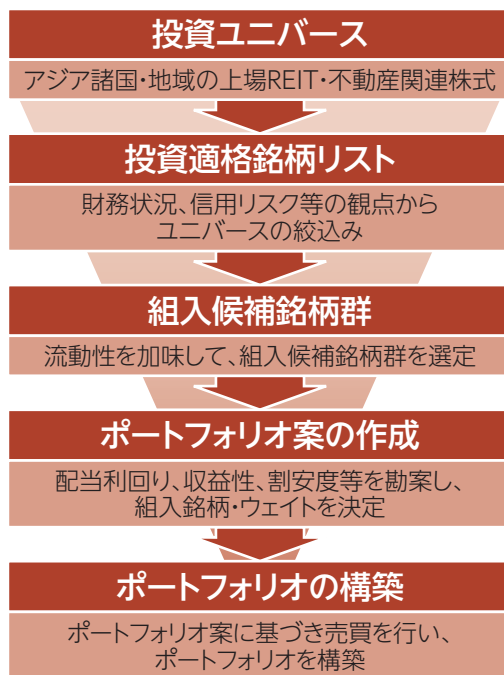 投資ユニバース
アジア諸国・地域の上場REIT・不動産関連株式
投資適格銘柄リスト
財務状況、信用リスク等の観点から
ユニバースの絞込み
組入候補銘柄群
流動性を加味して、組入候補銘柄群を選定
ポートフォリオ案の作成
配当利回り、収益性、割安度等を勘案し、
組入銘柄・ウェイトを決定
ポートフォリオの構築
ポートフォリオ案に基づき売買を行い、
ポートフォリオを構築